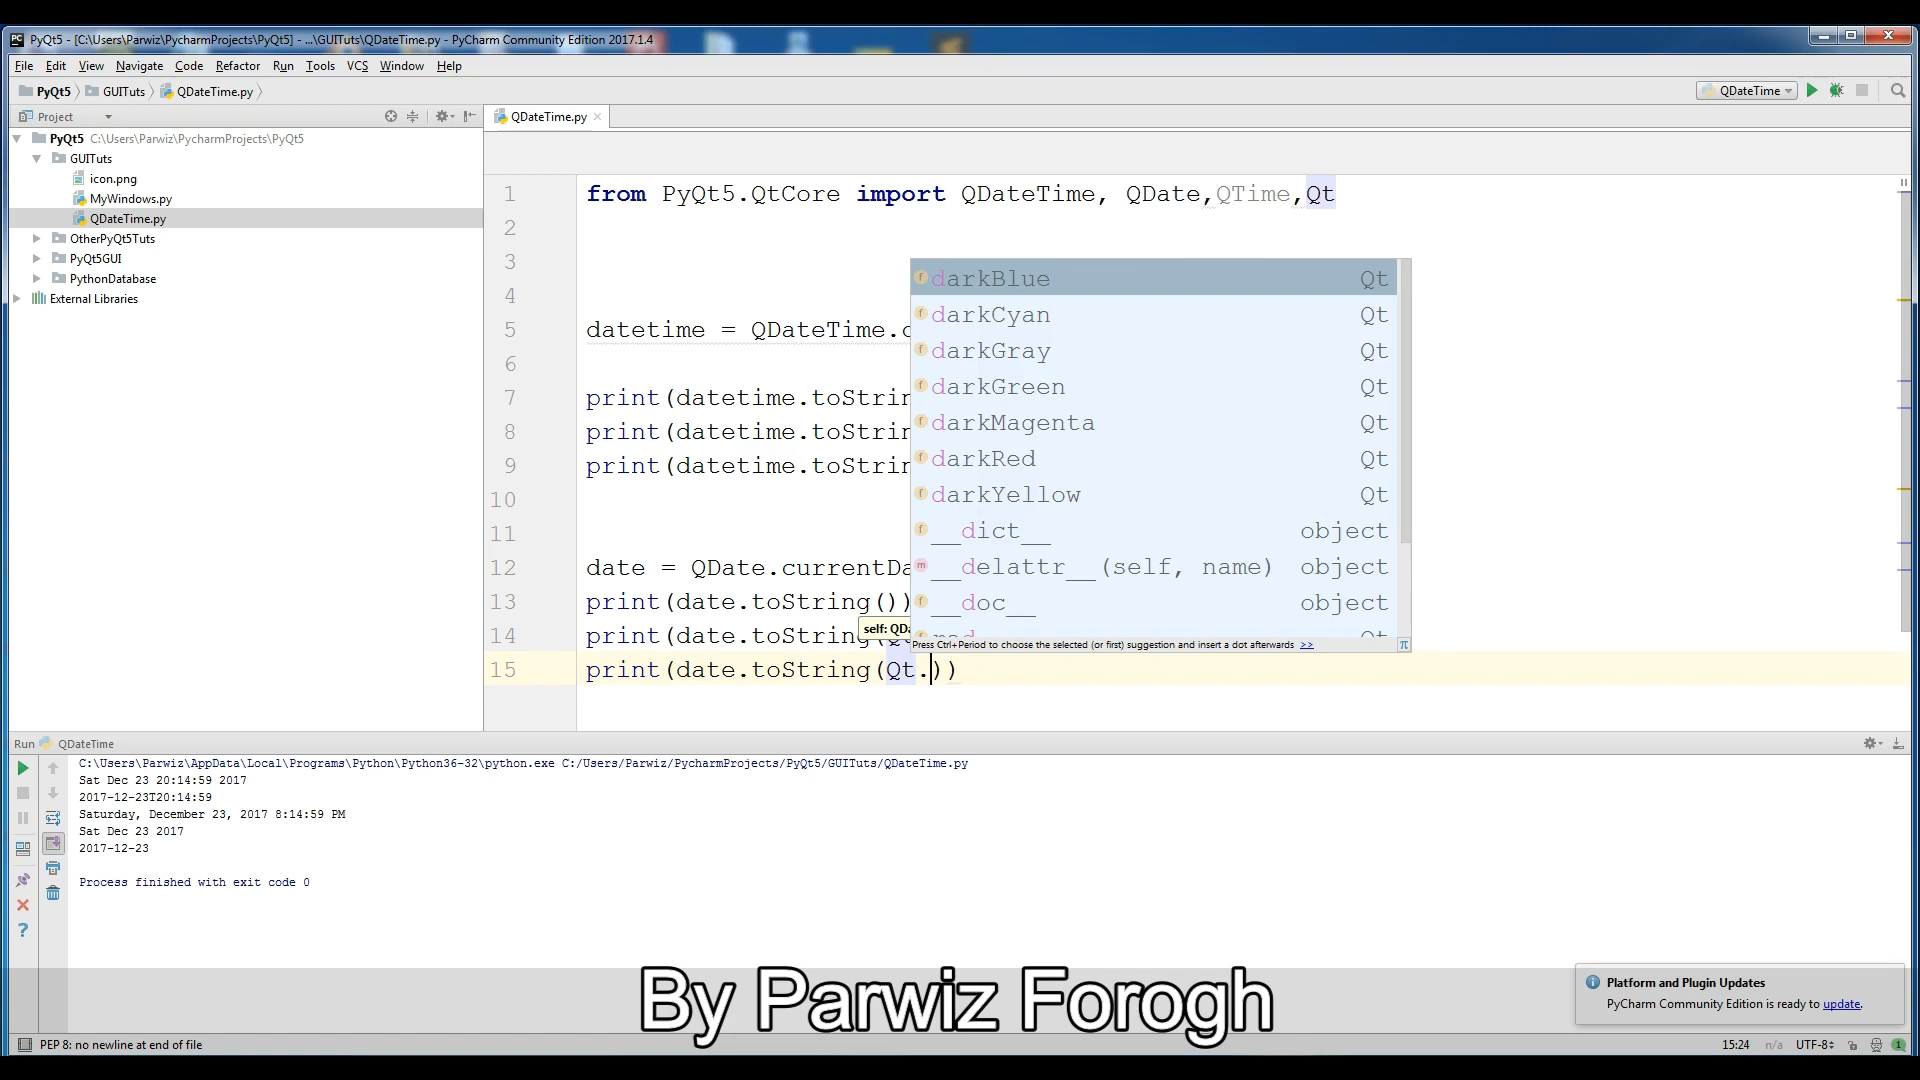 PyQt5 - [C:\Users\Parwiz\PycharmProjects\PyQt5] - ...\GUITuts\QDateTime.py - PyCharm Community Edition 2017.1.4
File Edit View Navigate Code Refactor Run Tools VCS Window Help
PyQt5 GUITuts QDateTime.py
QDateTime
Project
QDateTime.py
PyQt5 C:\Users\Parwiz\PycharmProjects\PyQt5
GUITuts
icon.png
MyWindows.py
QDateTime.py
OtherPyQt5Tuts
PyQt5GUI
PythonDatabase
External Libraries
1 from PyQt5.QtCore import QDateTime, QDate,QTime,Qt
2
3
4
5 datetime = QDateTime.c
6
7 print(datetime.toStrin
8 print(datetime.toStrin
9 print(datetime.toStrin
10
11
12 date = QDate.currentDa
13 print(date.toString())
14 print(date.toString(
15 print(date.toString(Qt.))
darkBlue Qt
darkCyan Qt
darkGray Qt
darkGreen Qt
darkMagenta Qt
darkRed Qt
darkYellow Qt
__dict__ object
__delattr__(self, name) object
__doc__ object
self: QDa
Press Ctrl+Period to choose the selected (or first) suggestion and insert a dot afterwards >>
Run QDateTime
C:\Users\Parwiz\AppData\Local\Programs\Python\Python36-32\python.exe C:/Users/Parwiz/PycharmProjects/PyQt5/GUITuts/QDateTime.py
Sat Dec 23 20:14:59 2017
2017-12-23T20:14:59
Saturday, December 23, 2017 8:14:59 PM
Sat Dec 23 2017
2017-12-23
Process finished with exit code 0
By Parwiz Forogh
Platform and Plugin Updates
PyCharm Community Edition is ready to update.
PEP 8: no newline at end of file
15:24 n/a UTF-8 1